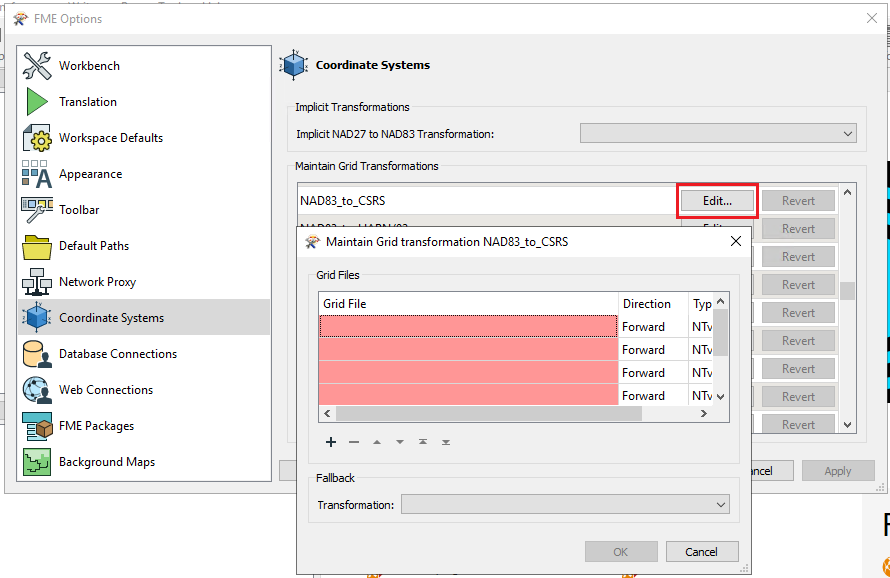 FME Options
Workbench
Translation
Workspace Defaults
Appearance
Toolbar
Default Paths
Network Proxy
Coordinate Systems
Database Connections
Web Connections
FME Packages
Background Maps
Coordinate Systems
Implicit Transformations
Implicit NAD27 to NAD83 Transformation:
Maintain Grid Transformations
NAD83_to_CSRS Edit... Revert
Revert
Revert
Revert
Revert
Revert
Revert
Revert
Revert
Maintain Grid transformation NAD83_to_CSRS
Grid Files
Grid File Direction Typ
Forward NTv
Forward NTv
Forward NTv
Forward NTv
Fallback
Transformation:
OK Cancel
ncel Apply